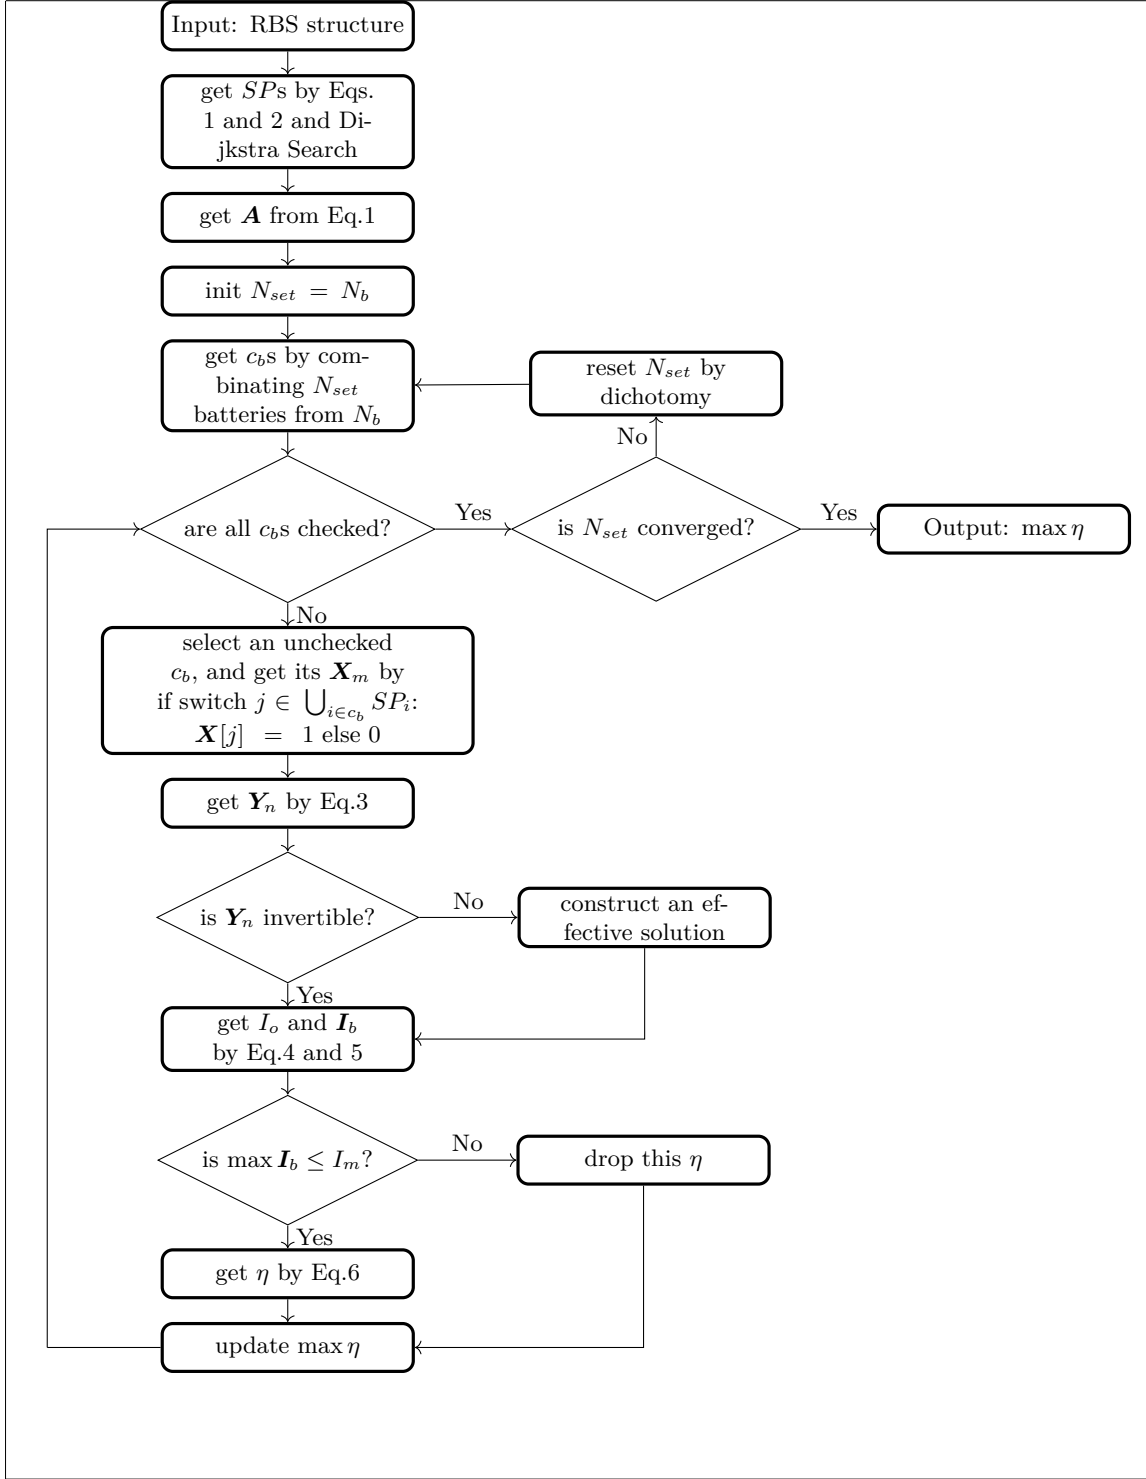 Input: RBS structure
get SPs by Eqs.
1 and 2 and Di-
jkstra Search
get A from Eq.1
init N_set = N_b
get c_bs by com-
binating N_set
batteries from N_b
reset N_set by
dichotomy
No
are all c_bs checked?
Yes
is N_set converged?
Yes
Output: max η
No
select an unchecked
c_b, and get its X_m by
if switch j ∈ ⋃_{i∈c_b} SP_i:
X[j] = 1 else 0
get Y_n by Eq.3
is Y_n invertible?
No
construct an ef-
fective solution
Yes
get I_o and I_b
by Eq.4 and 5
is max I_b ≤ I_m?
No
drop this η
Yes
get η by Eq.6
update max η